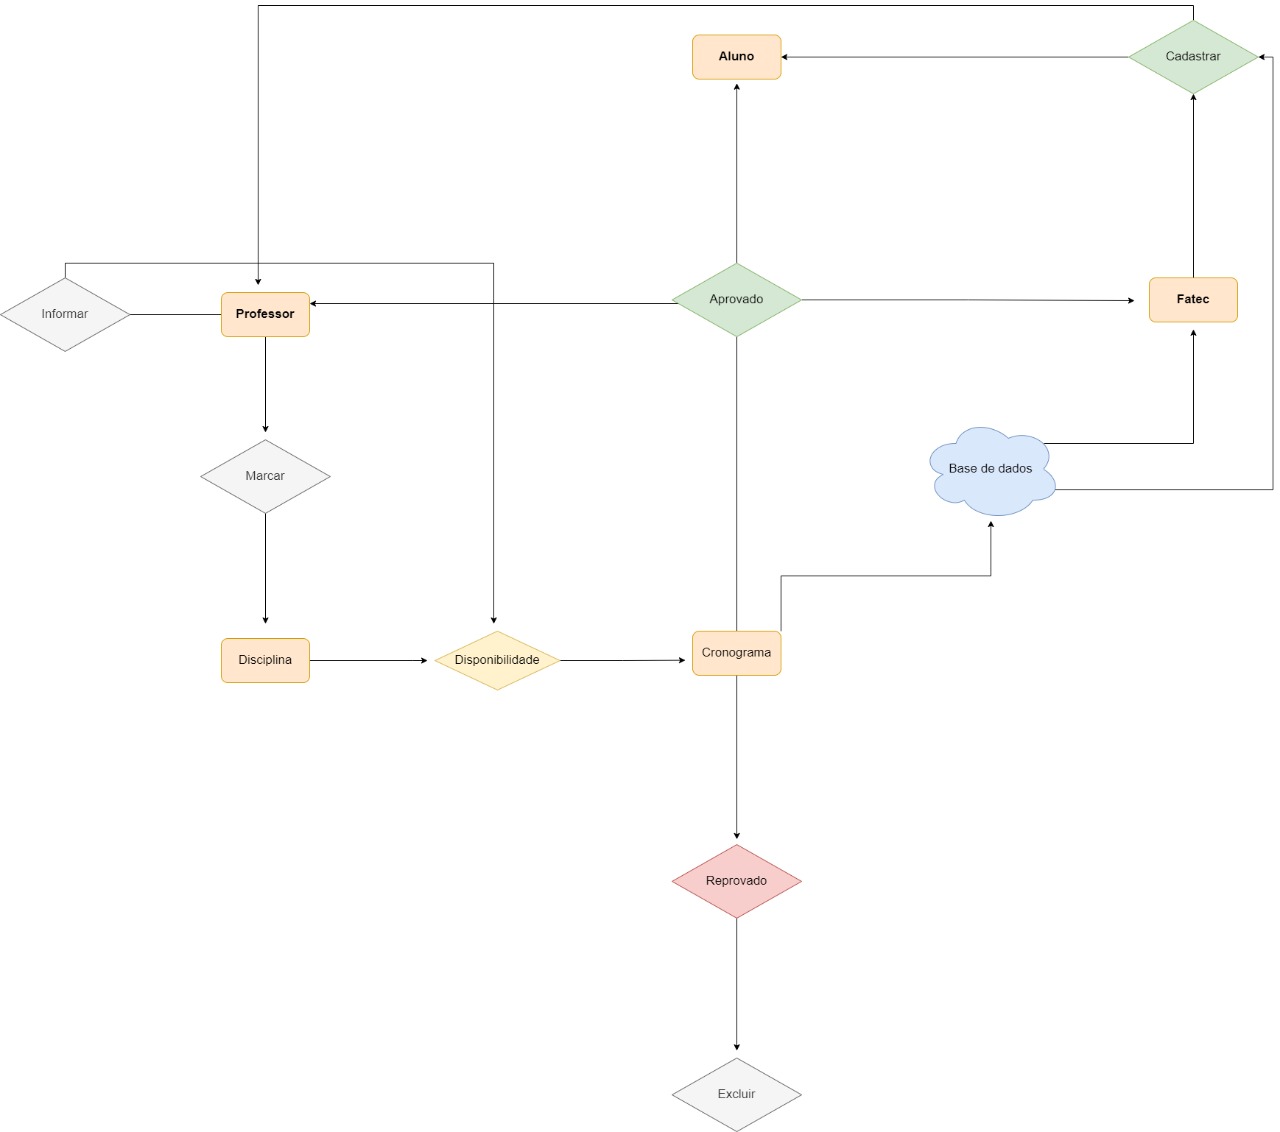 Aluno
Cadastrar
Informar
Professor
Aprovado
Fatec
Marcar
Base de dados
Disciplina
Disponibilidade
Cronograma
Reprovado
Excluir